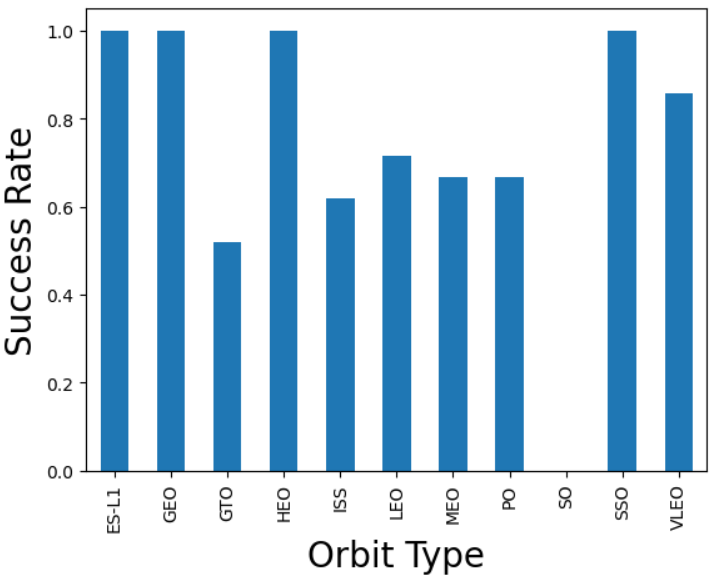 Success Rate
1.0
0.8
0.6
0.4
0.2
0.0
ES-L1
GEO
GTO
HEO
ISS
LEO
MEO
PO
SO
SSO
VLEO
Orbit Type